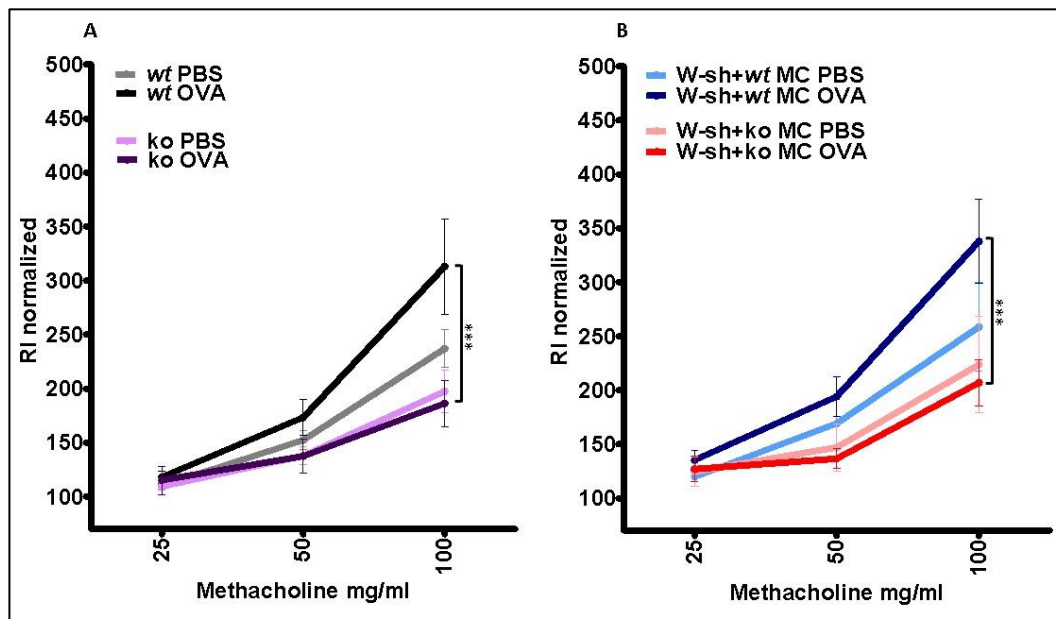 A
wt PBS
wt OVA
ko PBS
ko OVA
500
450
400
350
300
250
200
150
100
RI normalized
***
25
50
100
Methacholine mg/ml
B
W-sh+wt MC PBS
W-sh+wt MC OVA
W-sh+ko MC PBS
W-sh+ko MC OVA
500
450
400
350
300
250
200
150
100
RI normalized
***
25
50
100
Methacholine mg/ml